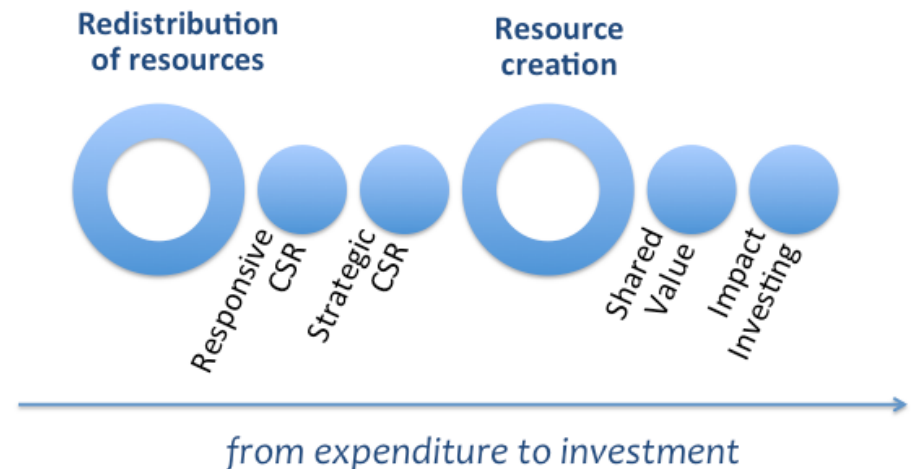 Redistribution
of resources
Resource
creation
Responsive
CSR
Strategic
CSR
Shared
Value
Impact
Investing
from expenditure to investment